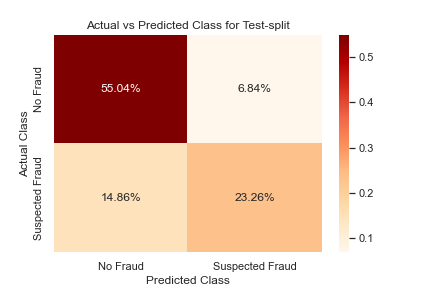 Actual vs Predicted Class for Test-split
Actual Class
No Fraud
55.04%
6.84%
Suspected Fraud
14.86%
23.26%
No Fraud
Suspected Fraud
Predicted Class
0.5
0.4
0.3
0.2
0.1